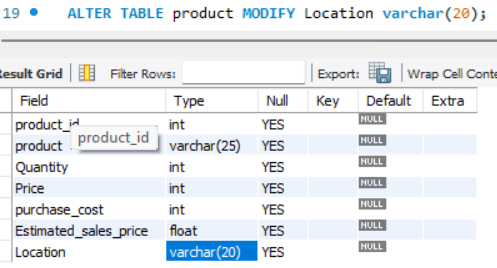 19 ALTER TABLE product MODIFY Location varchar(20);
Result Grid Filter Rows: Export: Wrap Cell Conte
Field Type Null Key Default Extra
product_id int YES NULL
product_id
product varchar(25) YES NULL
Quantity int YES NULL
Price int YES NULL
purchase_cost int YES NULL
Estimated_sales_price float YES NULL
Location varchar(20) YES NULL